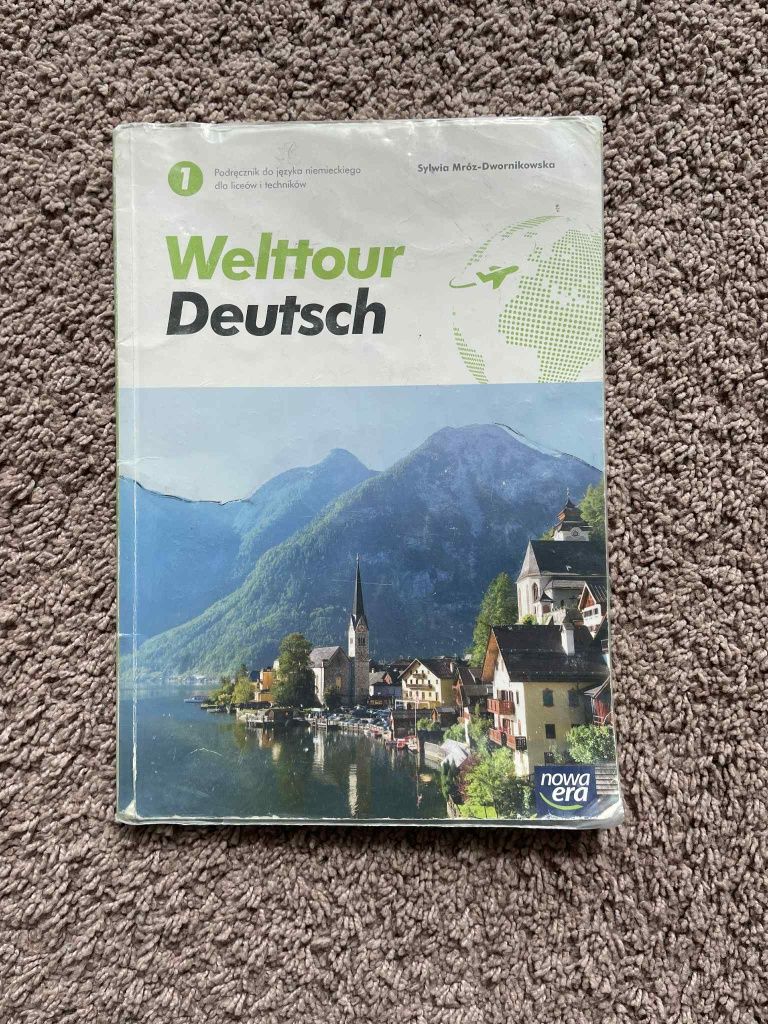 1
Podręcznik do języka niemieckiego
dla liceów i techników
Sylwia Mróz-Dwornikowska
Welttour
Deutsch
nowa
era